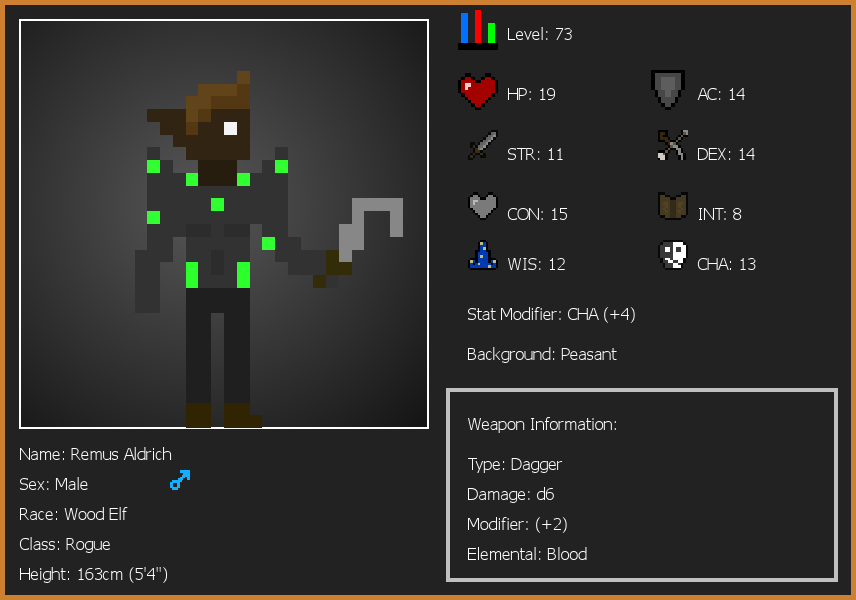 Level: 73
HP: 19
AC: 14
STR: 11
DEX: 14
CON: 15
INT: 8
WIS: 12
CHA: 13
Stat Modifier: CHA (+4)
Background: Peasant
Weapon Information:
Type: Dagger
Damage: d6
Modifier: (+2)
Elemental: Blood
Name: Remus Aldrich
Sex: Male
Race: Wood Elf
Class: Rogue
Height: 163cm (5'4")